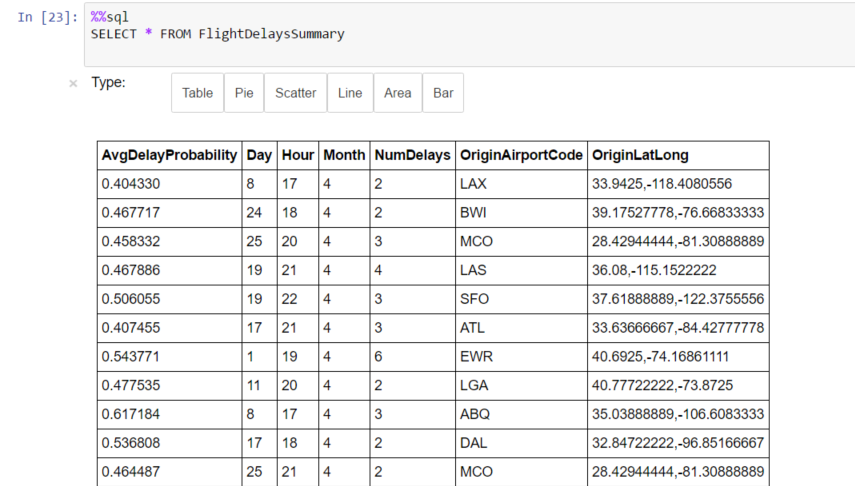 In [23]: %%sql
SELECT * FROM FlightDelaysSummary
× Type: Table Pie Scatter Line Area Bar
AvgDelayProbability Day Hour Month NumDelays OriginAirportCode OriginLatLong
0.404330 8 17 4 2 LAX 33.9425,-118.4080556
0.467717 24 18 4 2 BWI 39.17527778,-76.66833333
0.458332 25 20 4 3 MCO 28.42944444,-81.30888889
0.467886 19 21 4 4 LAS 36.08,-115.1522222
0.506055 19 22 4 3 SFO 37.61888889,-122.3755556
0.407455 17 21 4 3 ATL 33.63666667,-84.42777778
0.543771 1 19 4 6 EWR 40.6925,-74.16861111
0.477535 11 20 4 2 LGA 40.77722222,-73.8725
0.617184 8 17 4 3 ABQ 35.03888889,-106.6083333
0.536808 17 18 4 2 DAL 32.84722222,-96.85166667
0.464487 25 21 4 2 MCO 28.42944444,-81.30888889